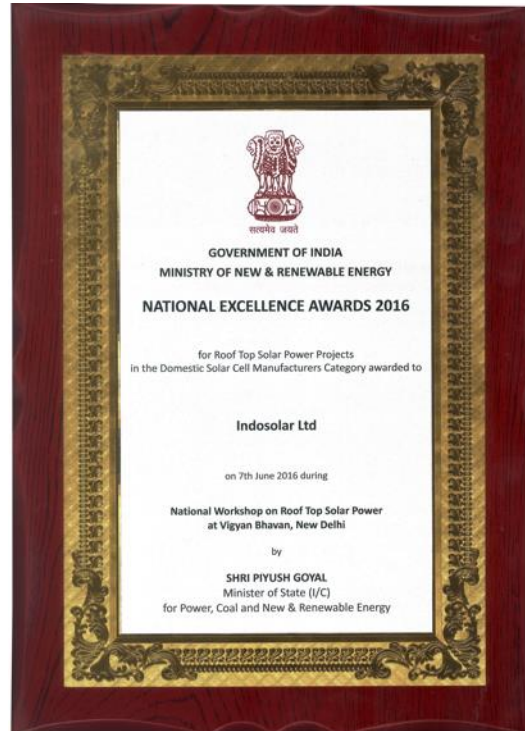 सत्यमेव जयते
GOVERNMENT OF INDIA
MINISTRY OF NEW & RENEWABLE ENERGY
NATIONAL EXCELLENCE AWARDS 2016
for Roof Top Solar Power Projects
in the Domestic Solar Cell Manufacturers Category awarded to
Indosolar Ltd
on 7th June 2016 during
National Workshop on Roof Top Solar Power
at Vigyan Bhavan, New Delhi
by
SHRI PIYUSH GOYAL
Minister of State (I/C)
for Power, Coal and New & Renewable Energy